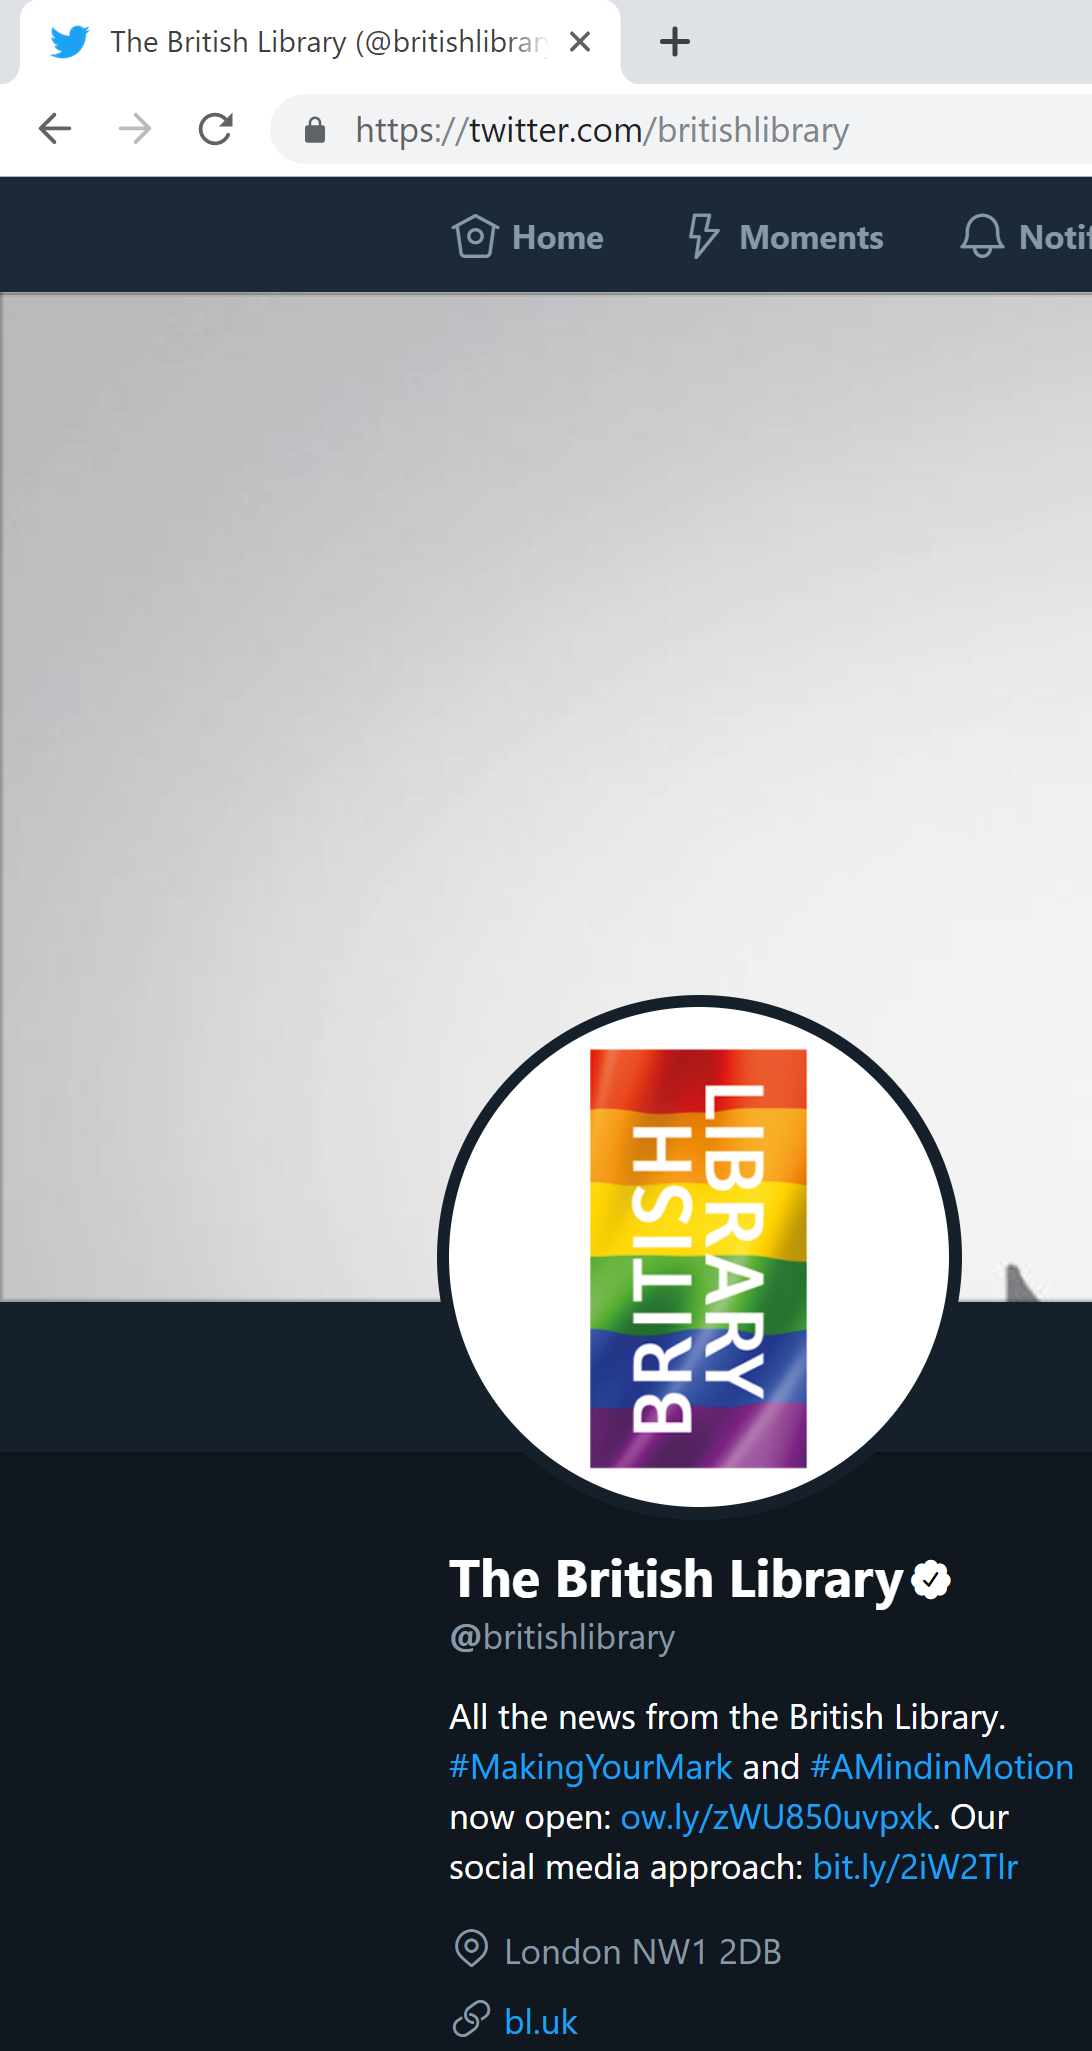 The British Library (@britishlibrary
https://twitter.com/britishlibrary
Home Moments Notif
BRITISH
LIBRARY
The British Library
@britishlibrary
All the news from the British Library.
#MakingYourMark and #AMindinMotion
now open: ow.ly/zWU850uvpxk. Our
social media approach: bit.ly/2iW2Tlr
London NW1 2DB
bl.uk